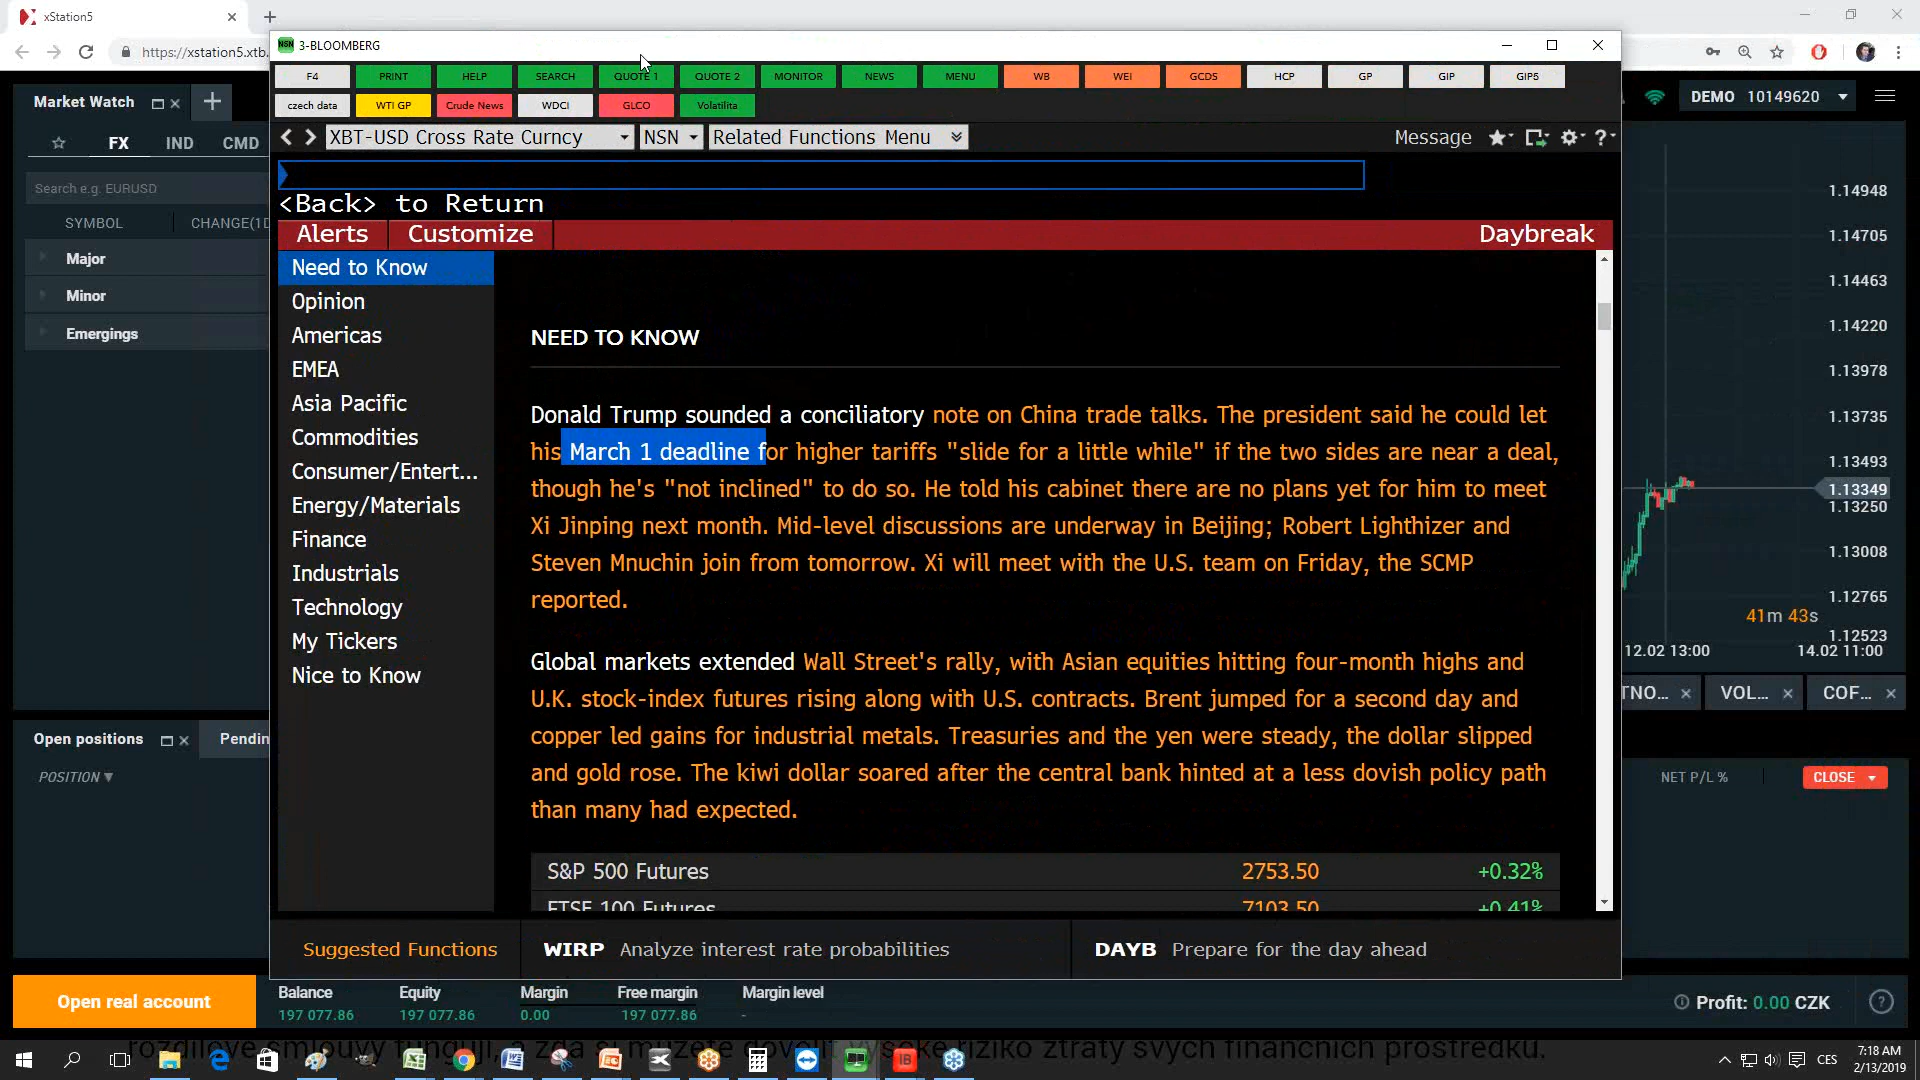 xStation5
https://xstation5.xtb.
3-BLOOMBERG
F4 PRINT HELP SEARCH QUOTE 1 QUOTE 2 MONITOR NEWS MENU WB WEI GCDS HCP GP GIP GIP5
czech data WTI GP Crude News WDCI GLCO Volatilita
XBT-USD Cross Rate Curncy NSN Related Functions Menu Message
<Back> to Return
Alerts Customize Daybreak
Need to Know
Opinion
Americas
EMEA
Asia Pacific
Commodities
Consumer/Entert...
Energy/Materials
Finance
Industrials
Technology
My Tickers
Nice to Know
NEED TO KNOW
Donald Trump sounded a conciliatory note on China trade talks. The president said he could let
his March 1 deadline for higher tariffs "slide for a little while" if the two sides are near a deal,
though he's "not inclined" to do so. He told his cabinet there are no plans yet for him to meet
Xi Jinping next month. Mid-level discussions are underway in Beijing; Robert Lighthizer and
Steven Mnuchin join from tomorrow. Xi will meet with the U.S. team on Friday, the SCMP
reported.
Global markets extended Wall Street's rally, with Asian equities hitting four-month highs and
U.K. stock-index futures rising along with U.S. contracts. Brent jumped for a second day and
copper led gains for industrial metals. Treasuries and the yen were steady, the dollar slipped
and gold rose. The kiwi dollar soared after the central bank hinted at a less dovish policy path
than many had expected.
S&P 500 Futures 2753.50 +0.32%
FTSE 100 Futures 7103.50 +0.41%
Suggested Functions WIRP Analyze interest rate probabilities DAYB Prepare for the day ahead
Market Watch
FX IND CMD
Search e.g. EURUSD
SYMBOL CHANGE(1D
Major
Minor
Emergings
Open positions Pendin
POSITION
DEMO 10149620
1.14948
1.14705
1.14463
1.14220
1.13978
1.13735
1.13493
1.13349
1.13250
1.13008
1.12765
1.12523
41m 43s
12.02 13:00 14.02 11:00
TNO... VOL... COF...
NET P/L % CLOSE
Open real account
Balance Equity Margin Free margin Margin level
197 077.86 197 077.86 0.00 197 077.86 -
Profit: 0.00 CZK
CES
7:18 AM
2/13/2019